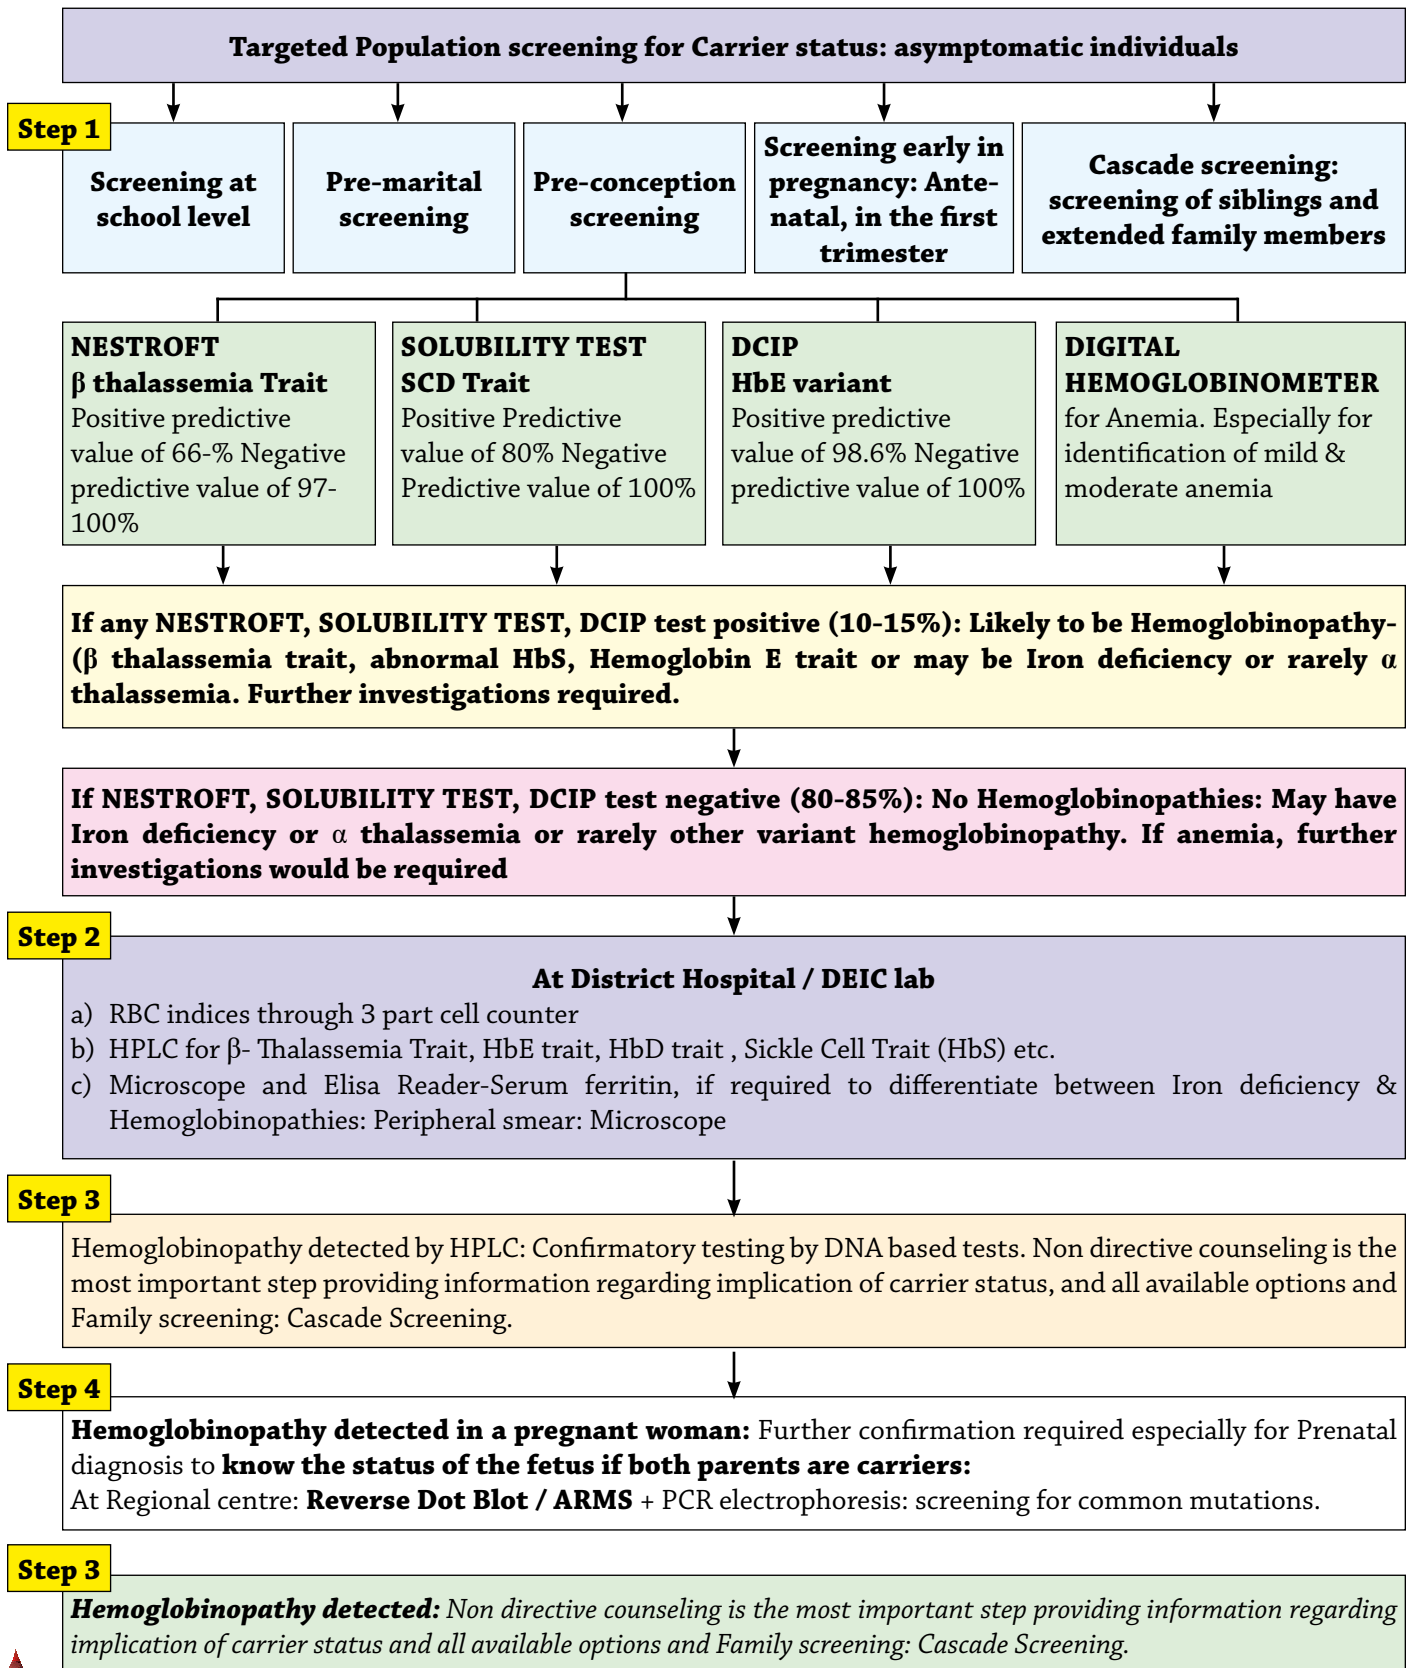 Targeted Population screening for Carrier status: asymptomatic individuals
Step 1
Screening at
school level
Pre-marital
screening
Pre-conception
screening
Screening early in
pregnancy: Ante-
natal, in the first
trimester
Cascade screening:
screening of siblings and
extended family members
NESTROFT
β thalassemia Trait
Positive predictive
value of 66-% Negative
predictive value of 97-
100%
SOLUBILITY TEST
SCD Trait
Positive Predictive
value of 80% Negative
Predictive value of 100%
DCIP
HbE variant
Positive predictive
value of 98.6% Negative
predictive value of 100%
DIGITAL
HEMOGLOBINOMETER
for Anemia. Especially for
identification of mild &
moderate anemia
If any NESTROFT, SOLUBILITY TEST, DCIP test positive (10-15%): Likely to be Hemoglobinopathy-
(β thalassemia trait, abnormal HbS, Hemoglobin E trait or may be Iron deficiency or rarely α
thalassemia. Further investigations required.
If NESTROFT, SOLUBILITY TEST, DCIP test negative (80-85%): No Hemoglobinopathies: May have
Iron deficiency or α thalassemia or rarely other variant hemoglobinopathy. If anemia, further
investigations would be required
Step 2
At District Hospital / DEIC lab
a) RBC indices through 3 part cell counter
b) HPLC for β- Thalassemia Trait, HbE trait, HbD trait , Sickle Cell Trait (HbS) etc.
c) Microscope and Elisa Reader-Serum ferritin, if required to differentiate between Iron deficiency &
Hemoglobinopathies: Peripheral smear: Microscope
Step 3
Hemoglobinopathy detected by HPLC: Confirmatory testing by DNA based tests. Non directive counseling is the
most important step providing information regarding implication of carrier status, and all available options and
Family screening: Cascade Screening.
Step 4
Hemoglobinopathy detected in a pregnant woman: Further confirmation required especially for Prenatal
diagnosis to know the status of the fetus if both parents are carriers:
At Regional centre: Reverse Dot Blot / ARMS + PCR electrophoresis: screening for common mutations.
Step 3
Hemoglobinopathy detected: Non directive counseling is the most important step providing information regarding
implication of carrier status and all available options and Family screening: Cascade Screening.